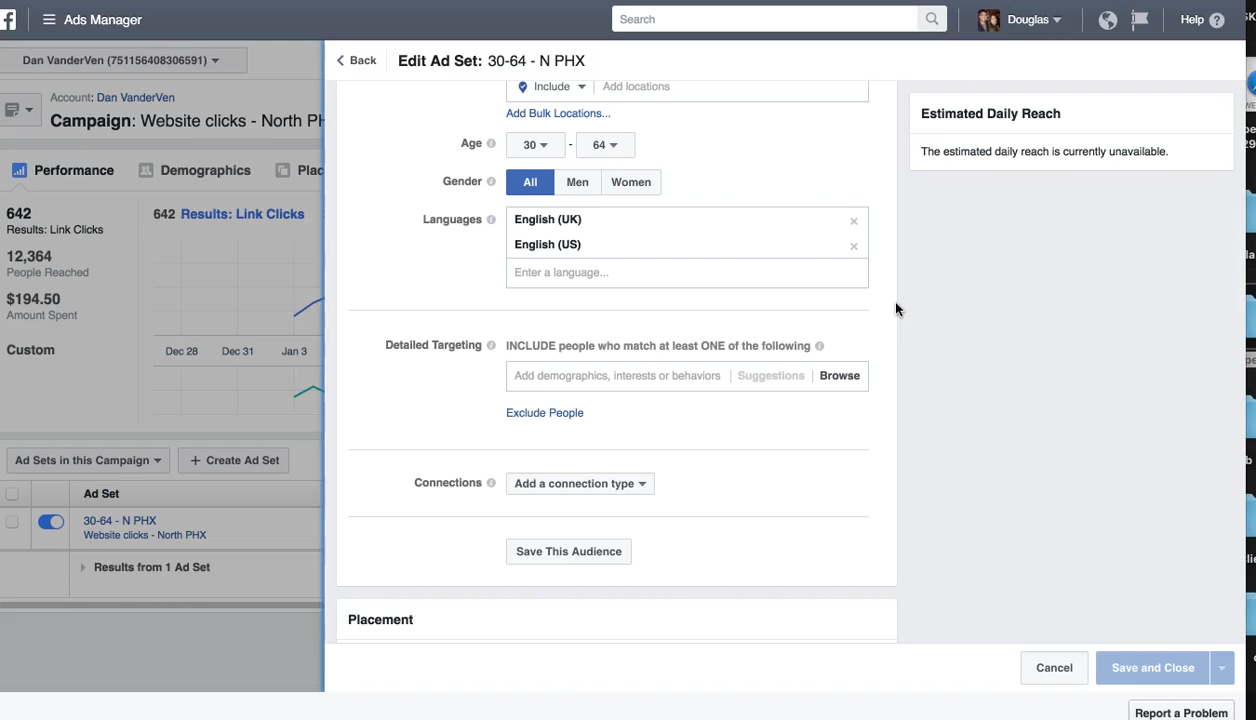 f
Ads Manager
Search
Douglas
Help ?
SK
Dan VanderVen (751156408306591)
Account: Dan VanderVen
Campaign: Website clicks - North PH
Performance
Demographics
Plac
642
Results: Link Clicks
12,364
People Reached
$194.50
Amount Spent
Custom
642 Results: Link Clicks
Dec 28
Dec 31
Jan 3
Ad Sets in this Campaign
+ Create Ad Set
Ad Set
30-64 - N PHX
Website clicks - North PHX
Results from 1 Ad Set
Back
Edit Ad Set: 30-64 - N PHX
Include
Add locations
Add Bulk Locations...
Age
30
-
64
Gender
All
Men
Women
Languages
English (UK)
English (US)
Enter a language...
Detailed Targeting
INCLUDE people who match at least ONE of the following
Add demographics, interests or behaviors
Suggestions
Browse
Exclude People
Connections
Add a connection type
Save This Audience
Placement
Estimated Daily Reach
The estimated daily reach is currently unavailable.
Cancel
Save and Close
Report a Problem